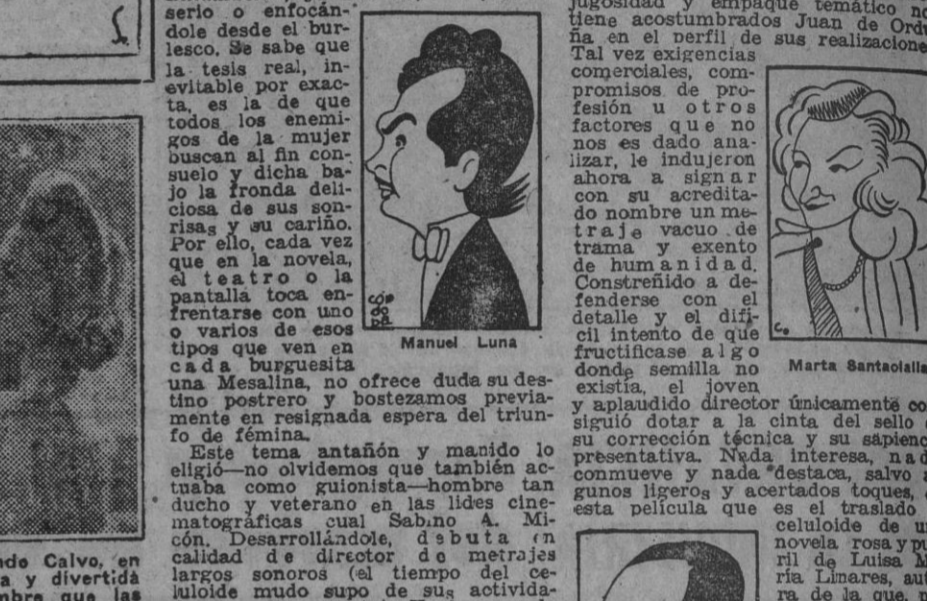 serio o enfocán-
dole desde el bur-
lesco. Se sabe que
la tesis real, in-
evitable por exac-
ta, es la de que
todos los enemi-
gos de la mujer
buscan al fin con-
suelo y dicha ba-
jo la fronda deli-
ciosa de sus son-
risas y su cariño.
Por ello, cada vez
que en la novela,
el teatro o la
pantalla toca en-
frentarse con uno
o varios de esos
tipos que ven en
cada burguesita
una Mesalina, no ofrece duda su des-
tino postrero y bostezamos previa-
mente en resignada espera del triun-
fo de fémina.
Este tema antañón y manido lo
eligió—no olvidemos que también ac-
tuaba como guionista—hombre tan
ducho y veterano en las lides cine-
matográficas cual Sabino A. Mi-
cón. Desarrollándole, debuta en
calidad de director de metrajes
largos sonoros (el tiempo del ce-
luloide mudo supo de sus activida-
Manuel Luna
jugosidad y empaque temático
tiene acostumbrados Juan de Ordu-
ña en el perfil de sus realizacione
Tal vez exigencias
comerciales, com-
promisos de pro-
fesión u otros
factores que no
nos es dado ana-
lizar, le indujeron
ahora a signar
con su acredita-
do nombre un me-
traje vacuo de
trama y exento
de humanidad.
Constreñido a de-
fenderse con el
detalle y el difí-
cil intento de que
fructificase algo
donde semilla no
existía, el joven
y aplaudido director únicamente co
siguió dotar a la cinta del sello
su corrección técnica y su sapienc
presentativa. Nada interesa, nad
conmueve y nada destaca, salvo a
gunos ligeros y acertados toques,
esta película que es el traslado
celuloide de u
novela rosa y pu
ril de Luisa M
ría Linares, aut
ra de la que,
Marta Santaolalla
C.
ndo Calvo, en
a y divertida
mbre que las